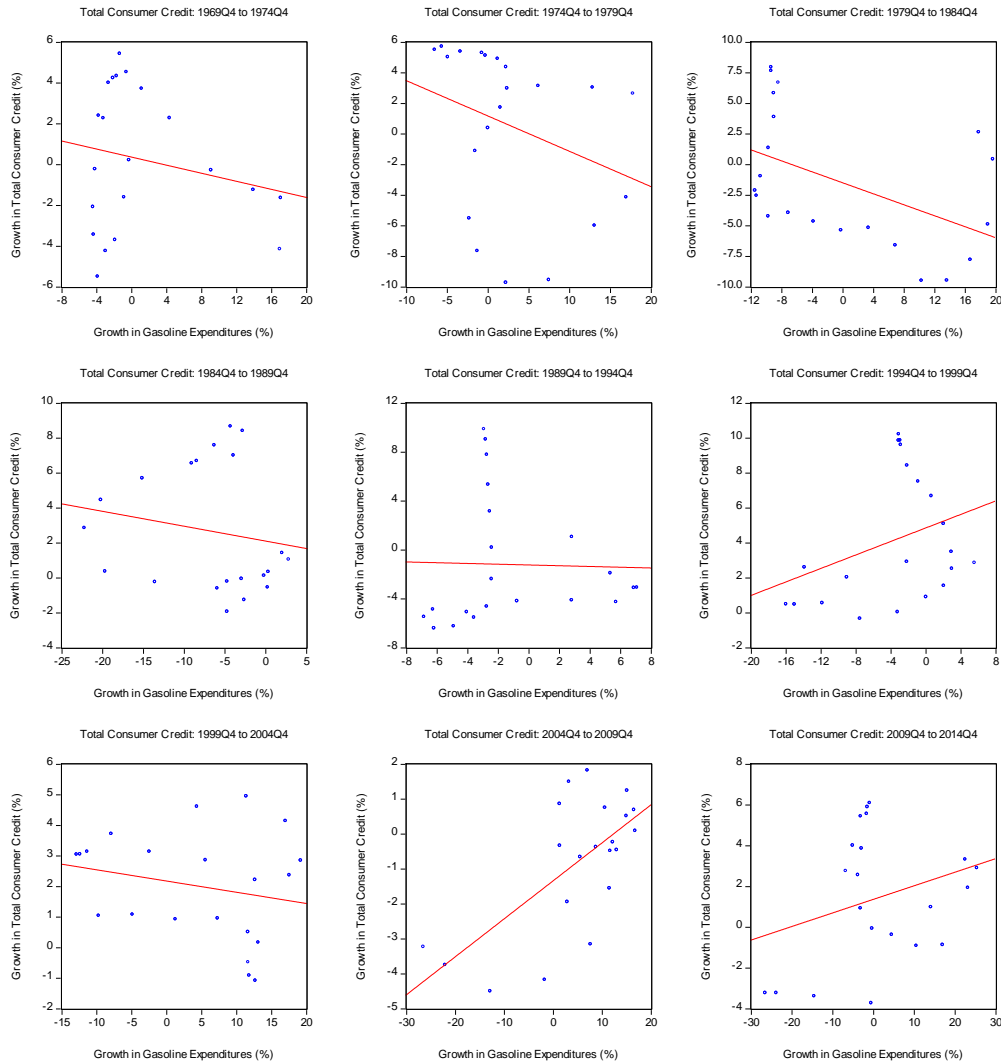 Total Consumer Credit: 1969Q4 to 1974Q4
Growth in Total Consumer Credit (%)
6
4
2
0
-2
-4
-6
-8 -4 0 4 8 12 16 20
Growth in Gasoline Expenditures (%)
Total Consumer Credit: 1974Q4 to 1979Q4
Growth in Total Consumer Credit (%)
6
4
2
0
-2
-4
-6
-8
-10
-10 -5 0 5 10 15 20
Growth in Gasoline Expenditures (%)
Total Consumer Credit: 1979Q4 to 1984Q4
Growth in Total Consumer Credit (%)
10.0
7.5
5.0
2.5
0.0
-2.5
-5.0
-7.5
-10.0
-12 -8 -4 0 4 8 12 16 20
Growth in Gasoline Expenditures (%)
Total Consumer Credit: 1984Q4 to 1989Q4
Growth in Total Consumer Credit (%)
10
8
6
4
2
0
-2
-4
-25 -20 -15 -10 -5 0 5
Growth in Gasoline Expenditures (%)
Total Consumer Credit: 1989Q4 to 1994Q4
Growth in Total Consumer Credit (%)
12
8
4
0
-4
-8
-8 -6 -4 -2 0 2 4 6 8
Growth in Gasoline Expenditures (%)
Total Consumer Credit: 1994Q4 to 1999Q4
Growth in Total Consumer Credit (%)
12
10
8
6
4
2
0
-2
-20 -16 -12 -8 -4 0 4 8
Growth in Gasoline Expenditures (%)
Total Consumer Credit: 1999Q4 to 2004Q4
Growth in Total Consumer Credit (%)
6
5
4
3
2
1
0
-1
-2
-15 -10 -5 0 5 10 15 20
Growth in Gasoline Expenditures (%)
Total Consumer Credit: 2004Q4 to 2009Q4
Growth in Total Consumer Credit (%)
2
1
0
-1
-2
-3
-4
-5
-30 -20 -10 0 10 20
Growth in Gasoline Expenditures (%)
Total Consumer Credit: 2009Q4 to 2014Q4
Growth in Total Consumer Credit (%)
8
6
4
2
0
-2
-4
-30 -20 -10 0 10 20 30
Growth in Gasoline Expenditures (%)